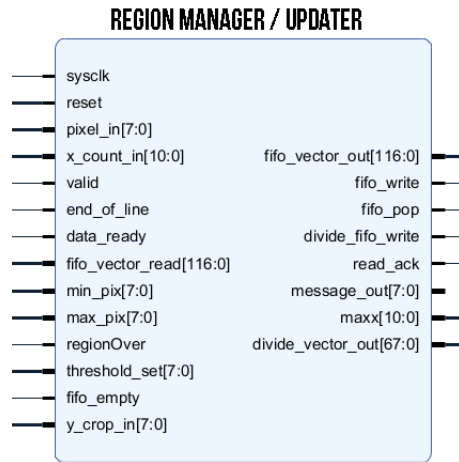 REGION MANAGER / UPDATER
sysclk
reset
pixel_in[7:0]
x_count_in[10:0]
valid
end_of_line
data_ready
fifo_vector_read[116:0]
min_pix[7:0]
max_pix[7:0]
regionOver
threshold_set[7:0]
fifo_empty
y_crop_in[7:0]
fifo_vector_out[116:0]
fifo_write
fifo_pop
divide_fifo_write
read_ack
message_out[7:0]
maxx[10:0]
divide_vector_out[67:0]